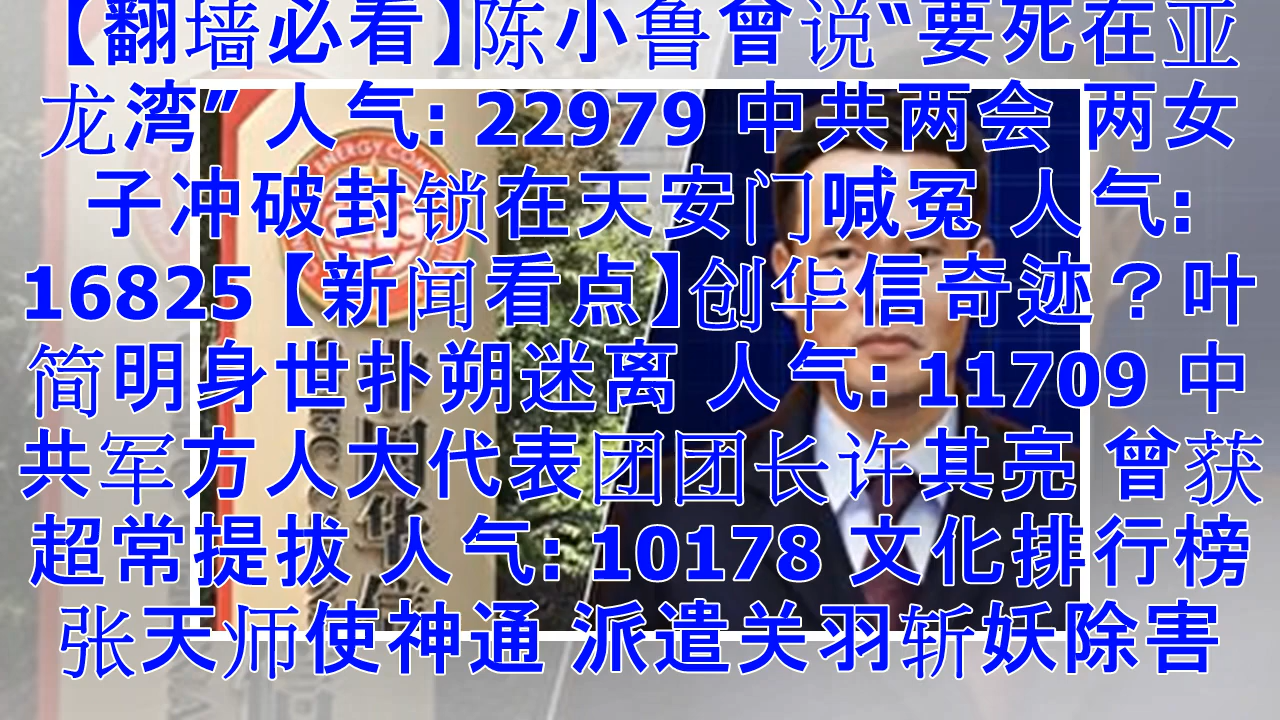 【翻墙必看】陈小鲁曾说“要死在亚
龙湾” 人气: 22979 中共两会 两女
子冲破封锁在天安门喊冤 人气:
16825【新闻看点】创华信奇迹？叶
简明身世扑朔迷离 人气: 11709 中
共军方人大代表团团长许其亮 曾获
超常提拔 人气: 10178 文化排行榜
张天师使神通 派遣关羽斩妖除害
ENERGY COM